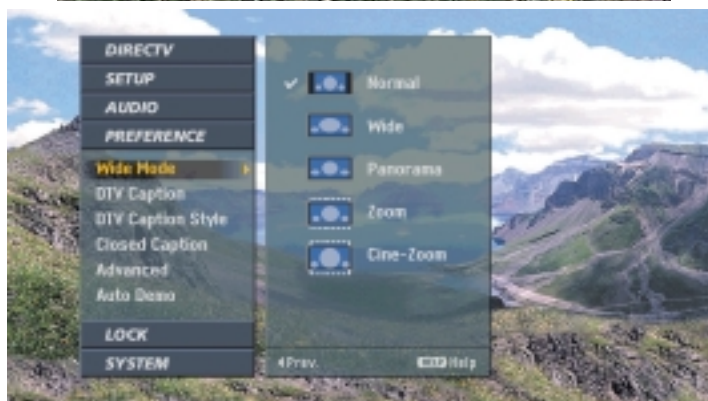 DIRECTV
SETUP
AUDIO
PREFERENCE
Wide Mode
DTV Caption
DTV Caption Style
Closed Caption
Advanced
Auto Demo
LOCK
SYSTEM
Normal
Wide
Panorama
Zoom
Cine-Zoom
Prev.
HELP Help